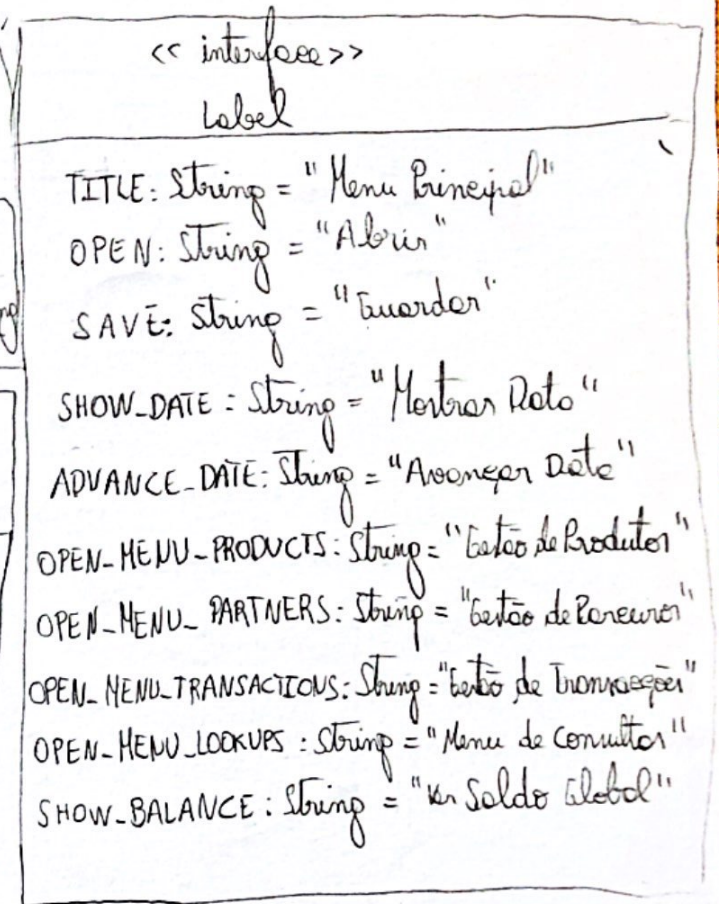 << interface >>
Label
TITLE: String = "Menu Principal"
OPEN: String = "Abrir"
SAVE: String = "Guardar"
SHOW_DATE: String = "Mostrar Data"
ADVANCE_DATE: String = "Avançar Data"
OPEN_MENU_PRODUCTS: String = "Gestão de Produtos"
OPEN_MENU_PARTNERS: String = "Gestão de Parceiros"
OPEN_MENU_TRANSACTIONS: String = "Gestão de Transacções"
OPEN_MENU_LOOKUPS: String = "Menu de Consultas"
SHOW_BALANCE: String = "Ver Saldo Global"